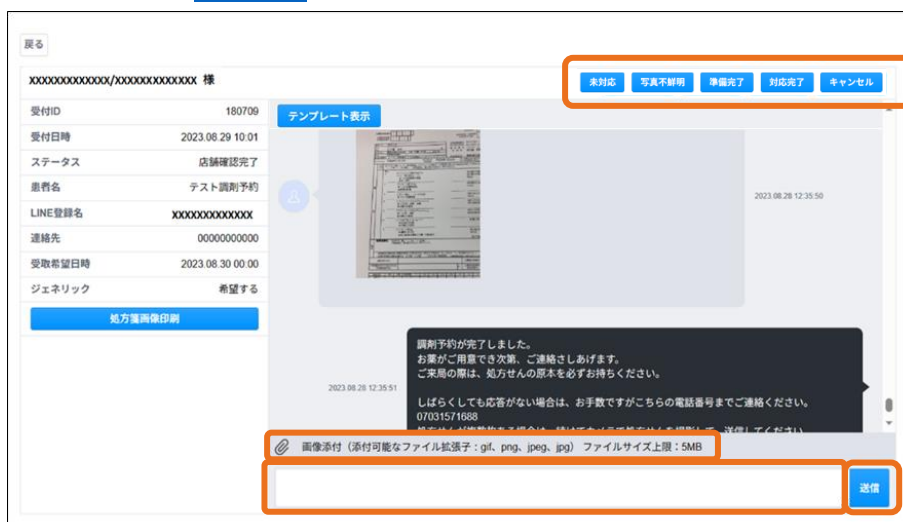 戻る
XXXXXXXXXXXXX/XXXXXXXXXXXXX 様
未対応 写真不鮮明 準備完了 対応完了 キャンセル
受付ID 180709
受付日時 2023.08.29 10:01
ステータス 店舗確認完了
患者名 テスト調剤予約
LINE登録名 XXXXXXXXXXXXX
連絡先 00000000000
受取希望日時 2023.08.30 00:00
ジェネリック 希望する
処方箋画像印刷
テンプレート表示
2023.08.28 12:35:50
調剤予約が完了しました。
お薬がご用意でき次第、ご連絡さしあげます。
ご来局の際は、処方せんの原本を必ずお持ちください。
2023.08.28 12:35:51
しばらくしても応答がない場合は、お手数ですがこちらの電話番号までご連絡ください。
07031571688
画像添付（添付可能なファイル拡張子：gif、png、jpeg、jpg） ファイルサイズ上限：5MB
送信